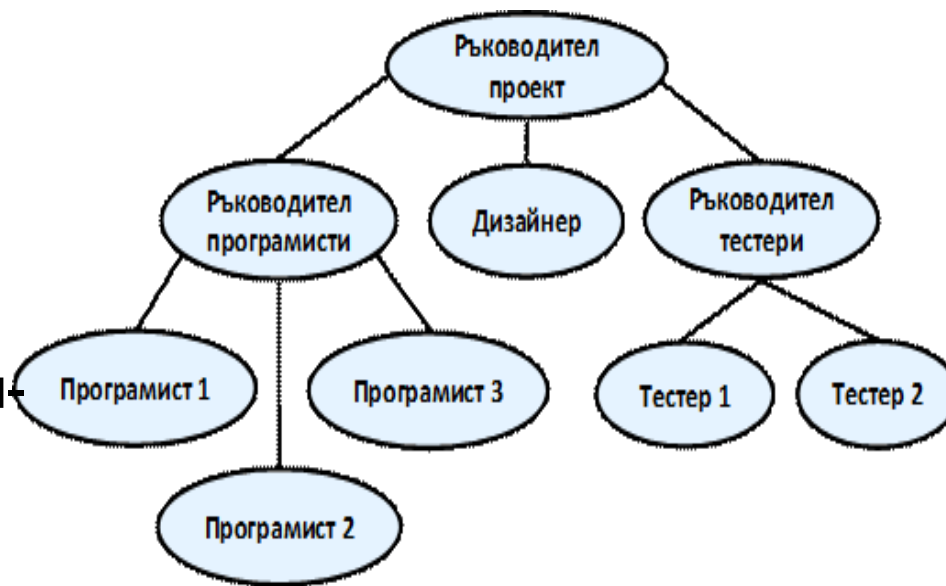 Ръководител
проект
Ръководител
програмисти
Дизайнер
Ръководител
тестери
Програмист 1
Програмист 3
Тестер 1
Тестер 2
Програмист 2